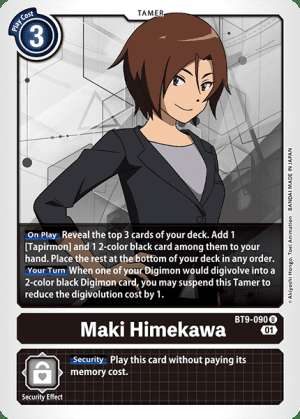 TAMER
Play Cost
3
On Play Reveal the top 3 cards of your deck. Add 1
[Tapirmon] and 1 2-color black card among them to your
hand. Place the rest at the bottom of your deck in any order.
Your Turn When one of your Digimon would digivolve into a
2-color black Digimon card, you may suspend this Tamer to
reduce the digivolution cost by 1.
©Akiyoshi Hongo, Toei Animation ・ BANDAI MADE IN JAPAN
BT9-090 U
Maki Himekawa
01
Security Play this card without paying its
memory cost.
Security Effect